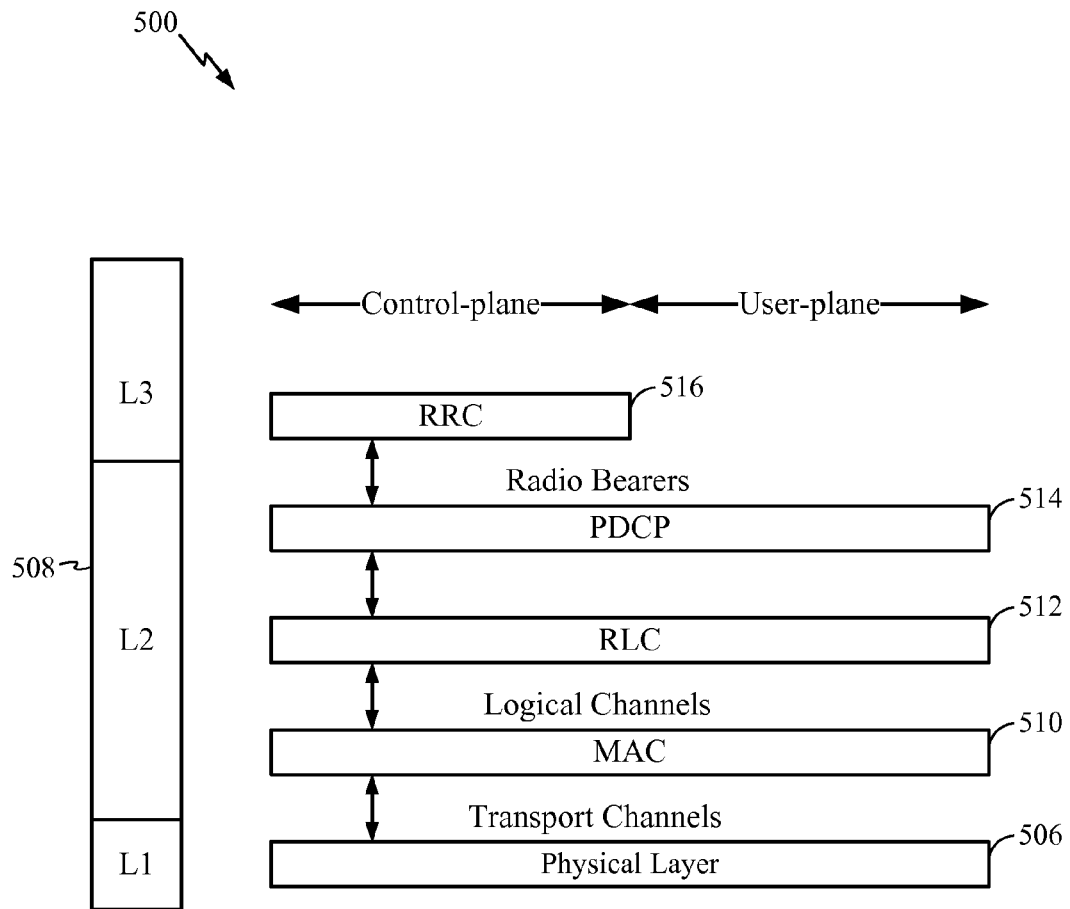 500
Control-plane User-plane
L3
516
RRC
Radio Bearers
514
PDCP
508
512
L2
RLC
Logical Channels
510
MAC
Transport Channels
506
L1
Physical Layer